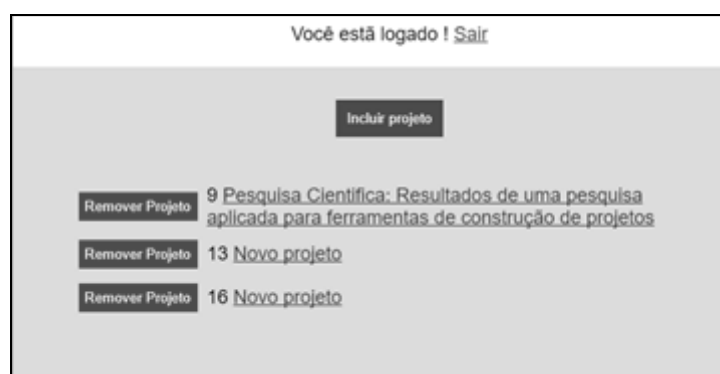 Você estã logado ! Sair
Incluir projeto
Remover Projeto 9 Pesquisa Cientifica: Resultados de uma pesquisa
aplicada para ferramentas de construção de projetos
Remover Projeto 13 Novo projeto
Remover Projeto 16 Novo projeto